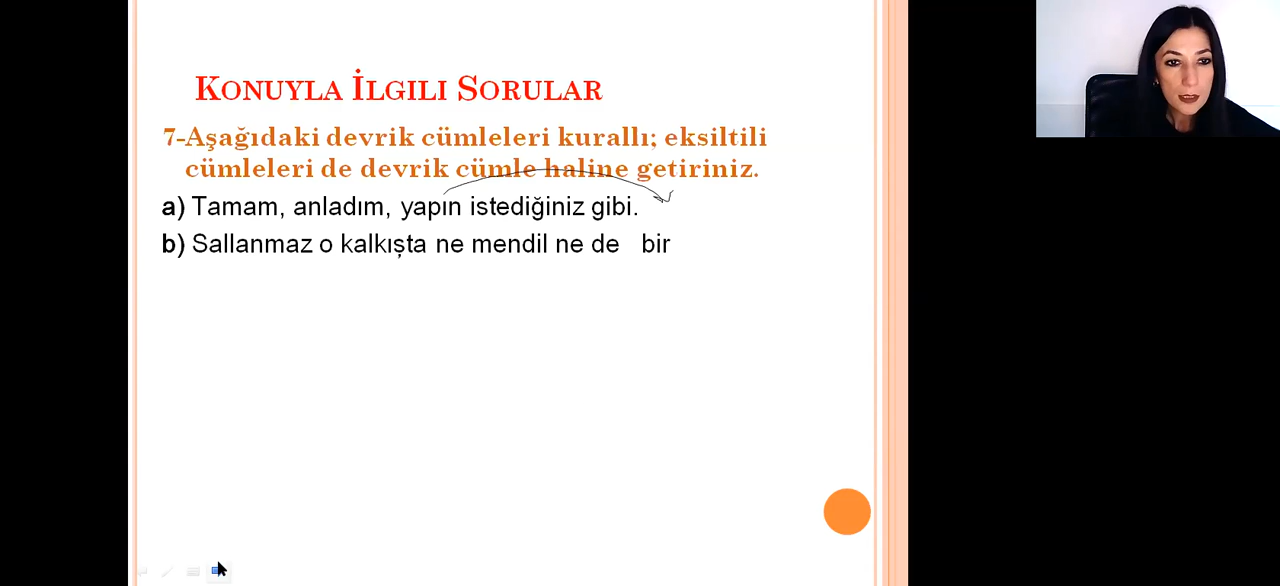 KONUYLA İLGILI SORULAR
7-Aşağıdaki devrik cümleleri kurallı; eksiltili
cümleleri de devrik cümle haline getiriniz.
a) Tamam, anladım, yapın istediğiniz gibi.
b) Sallanmaz o kalkışta ne mendil ne de bir